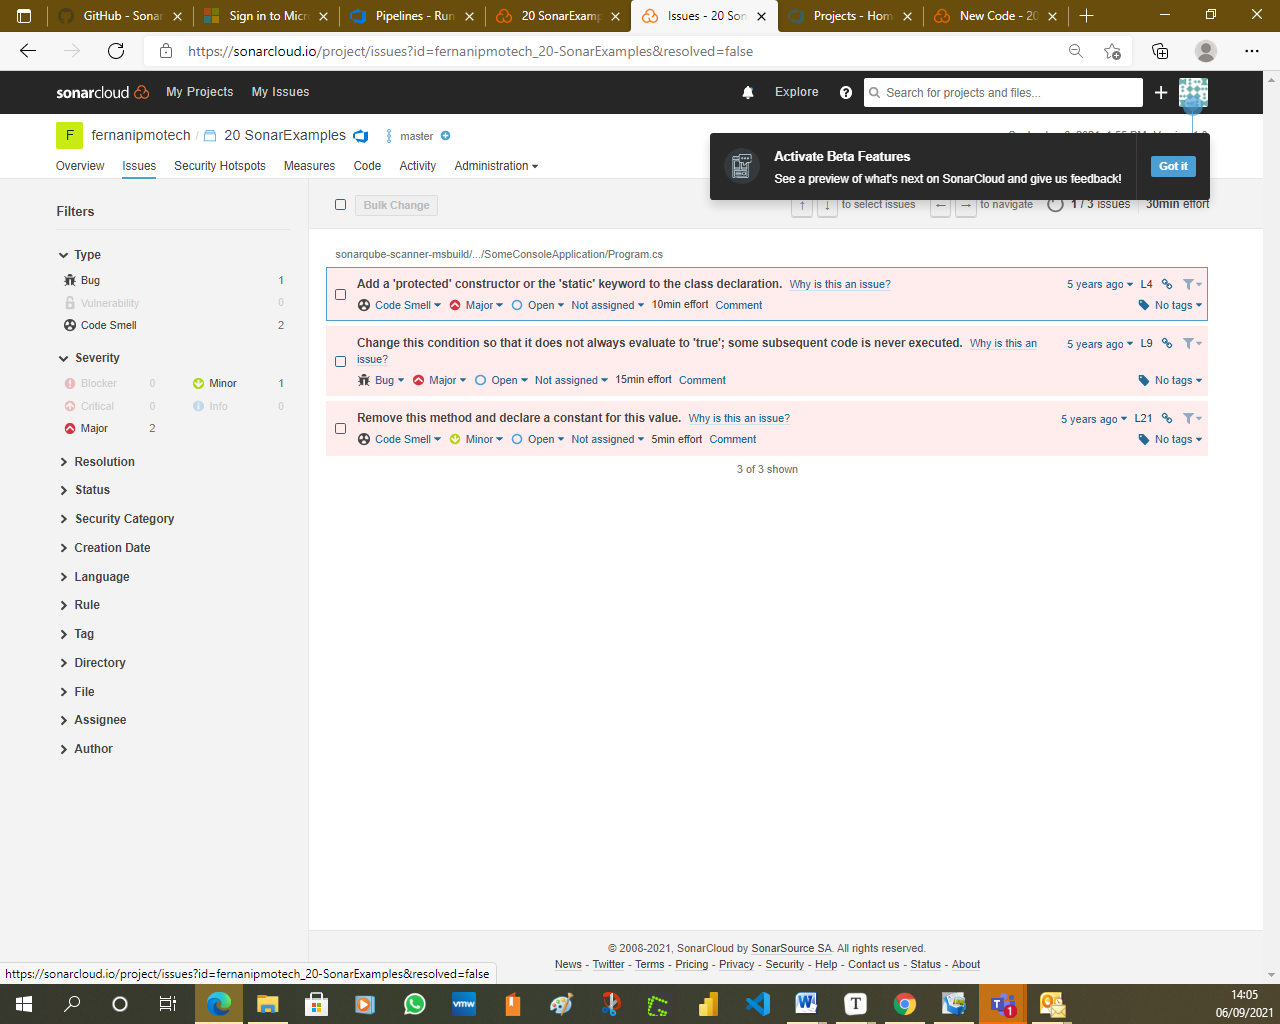 GitHub - Sonar
Sign in to Micr
Pipelines - Run
20 SonarExamp
Issues - 20 Son
Projects - Hom
New Code - 20
https://sonarcloud.io/project/issues?id=fernanipmotech_20-SonarExamples&resolved=false
sonarcloud My Projects My Issues Explore Search for projects and files...
F fernanipmotech / 20 SonarExamples master
Overview Issues Security Hotspots Measures Code Activity Administration
Activate Beta Features
See a preview of what's next on SonarCloud and give us feedback!
Got it
Filters
Bulk Change
to select issues
to navigate
1 / 3 issues
30min effort
Type
Bug 1
Vulnerability 0
Code Smell 2
Severity
Blocker 0 Minor 1
Critical 0 Info 0
Major 2
Resolution
Status
Security Category
Creation Date
Language
Rule
Tag
Directory
File
Assignee
Author
sonarqube-scanner-msbuild/.../SomeConsoleApplication/Program.cs
Add a 'protected' constructor or the 'static' keyword to the class declaration. Why is this an issue? 5 years ago L4
Code Smell Major Open Not assigned 10min effort Comment No tags
Change this condition so that it does not always evaluate to 'true'; some subsequent code is never executed. Why is this an 5 years ago L9
issue?
Bug Major Open Not assigned 15min effort Comment No tags
Remove this method and declare a constant for this value. Why is this an issue? 5 years ago L21
Code Smell Minor Open Not assigned 5min effort Comment No tags
3 of 3 shown
© 2008-2021, SonarCloud by SonarSource SA. All rights reserved.
News - Twitter - Terms - Pricing - Privacy - Security - Help - Contact us - Status - About
https://sonarcloud.io/project/issues?id=fernanipmotech_20-SonarExamples&resolved=false
vmw
W
T
1
14:05
06/09/2021